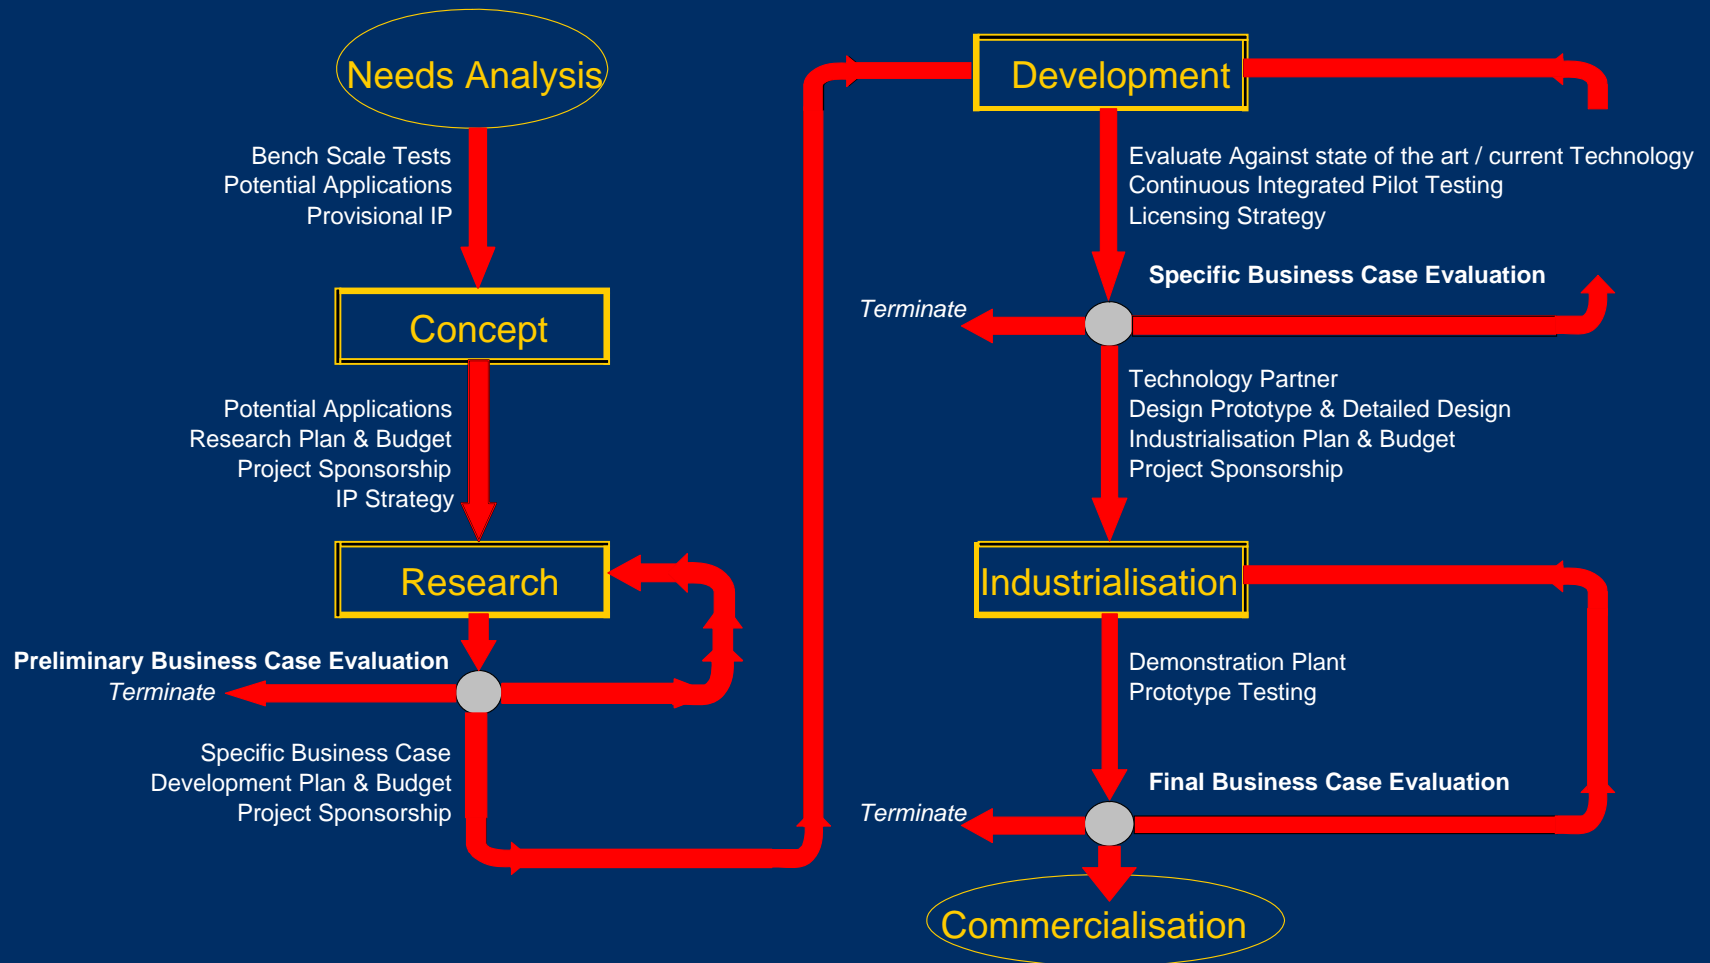 Needs Analysis
Bench Scale Tests
Potential Applications
Provisional IP
Concept
Potential Applications
Research Plan & Budget
Project Sponsorship
IP Strategy
Research
Preliminary Business Case Evaluation
Terminate
Specific Business Case
Development Plan & Budget
Project Sponsorship
Development
Evaluate Against state of the art / current Technology
Continuous Integrated Pilot Testing
Licensing Strategy
Specific Business Case Evaluation
Terminate
Technology Partner
Design Prototype & Detailed Design
Industrialisation Plan & Budget
Project Sponsorship
Industrialisation
Demonstration Plant
Prototype Testing
Final Business Case Evaluation
Terminate
Commercialisation